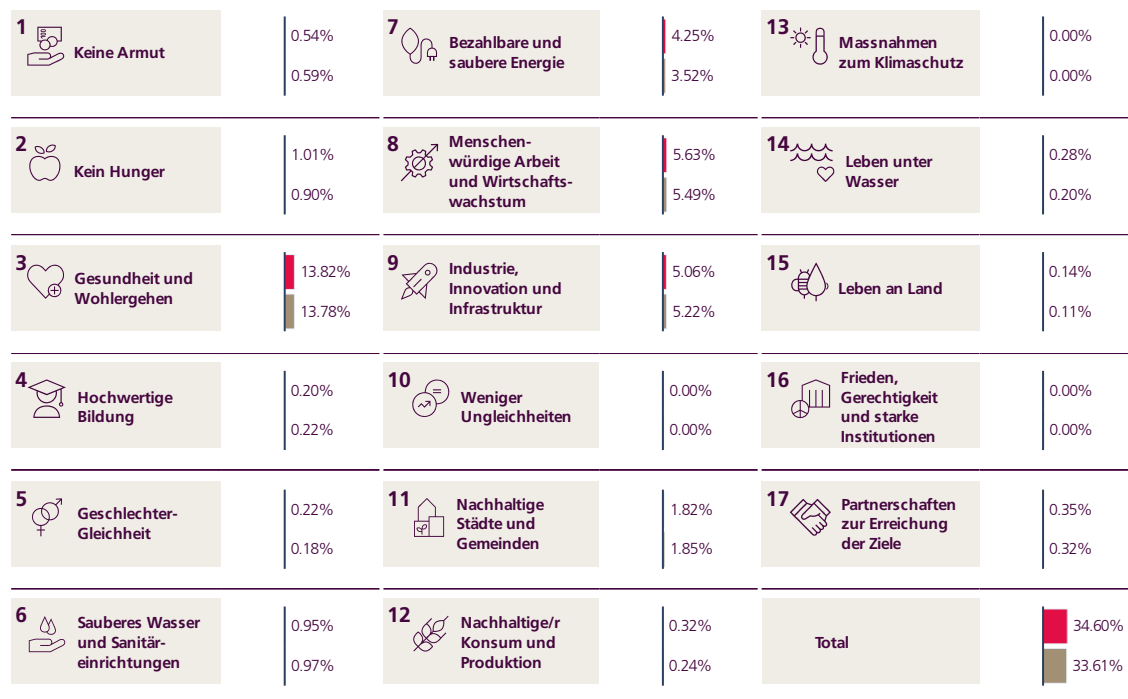 1
Keine Armut
0.54%
0.59%
2
Kein Hunger
1.01%
0.90%
3
Gesundheit und
Wohlergehen
13.82%
13.78%
4
Hochwertige
Bildung
0.20%
0.22%
5
Geschlechter-
Gleichheit
0.22%
0.18%
6
Sauberes Wasser
und Sanitär-
einrichtungen
0.95%
0.97%
7
Bezahlbare und
saubere Energie
4.25%
3.52%
8
Menschen-
würdige Arbeit
und Wirtschafts-
wachstum
5.63%
5.49%
9
Industrie,
Innovation und
Infrastruktur
5.06%
5.22%
10
Weniger
Ungleichheiten
0.00%
0.00%
11
Nachhaltige
Städte und
Gemeinden
1.82%
1.85%
12
Nachhaltige/r
Konsum und
Produktion
0.32%
0.24%
13
Massnahmen
zum Klimaschutz
0.00%
0.00%
14
Leben unter
Wasser
0.28%
0.20%
15
Leben an Land
0.14%
0.11%
16
Frieden,
Gerechtigkeit
und starke
Institutionen
0.00%
0.00%
17
Partnerschaften
zur Erreichung
der Ziele
0.35%
0.32%
Total
34.60%
33.61%